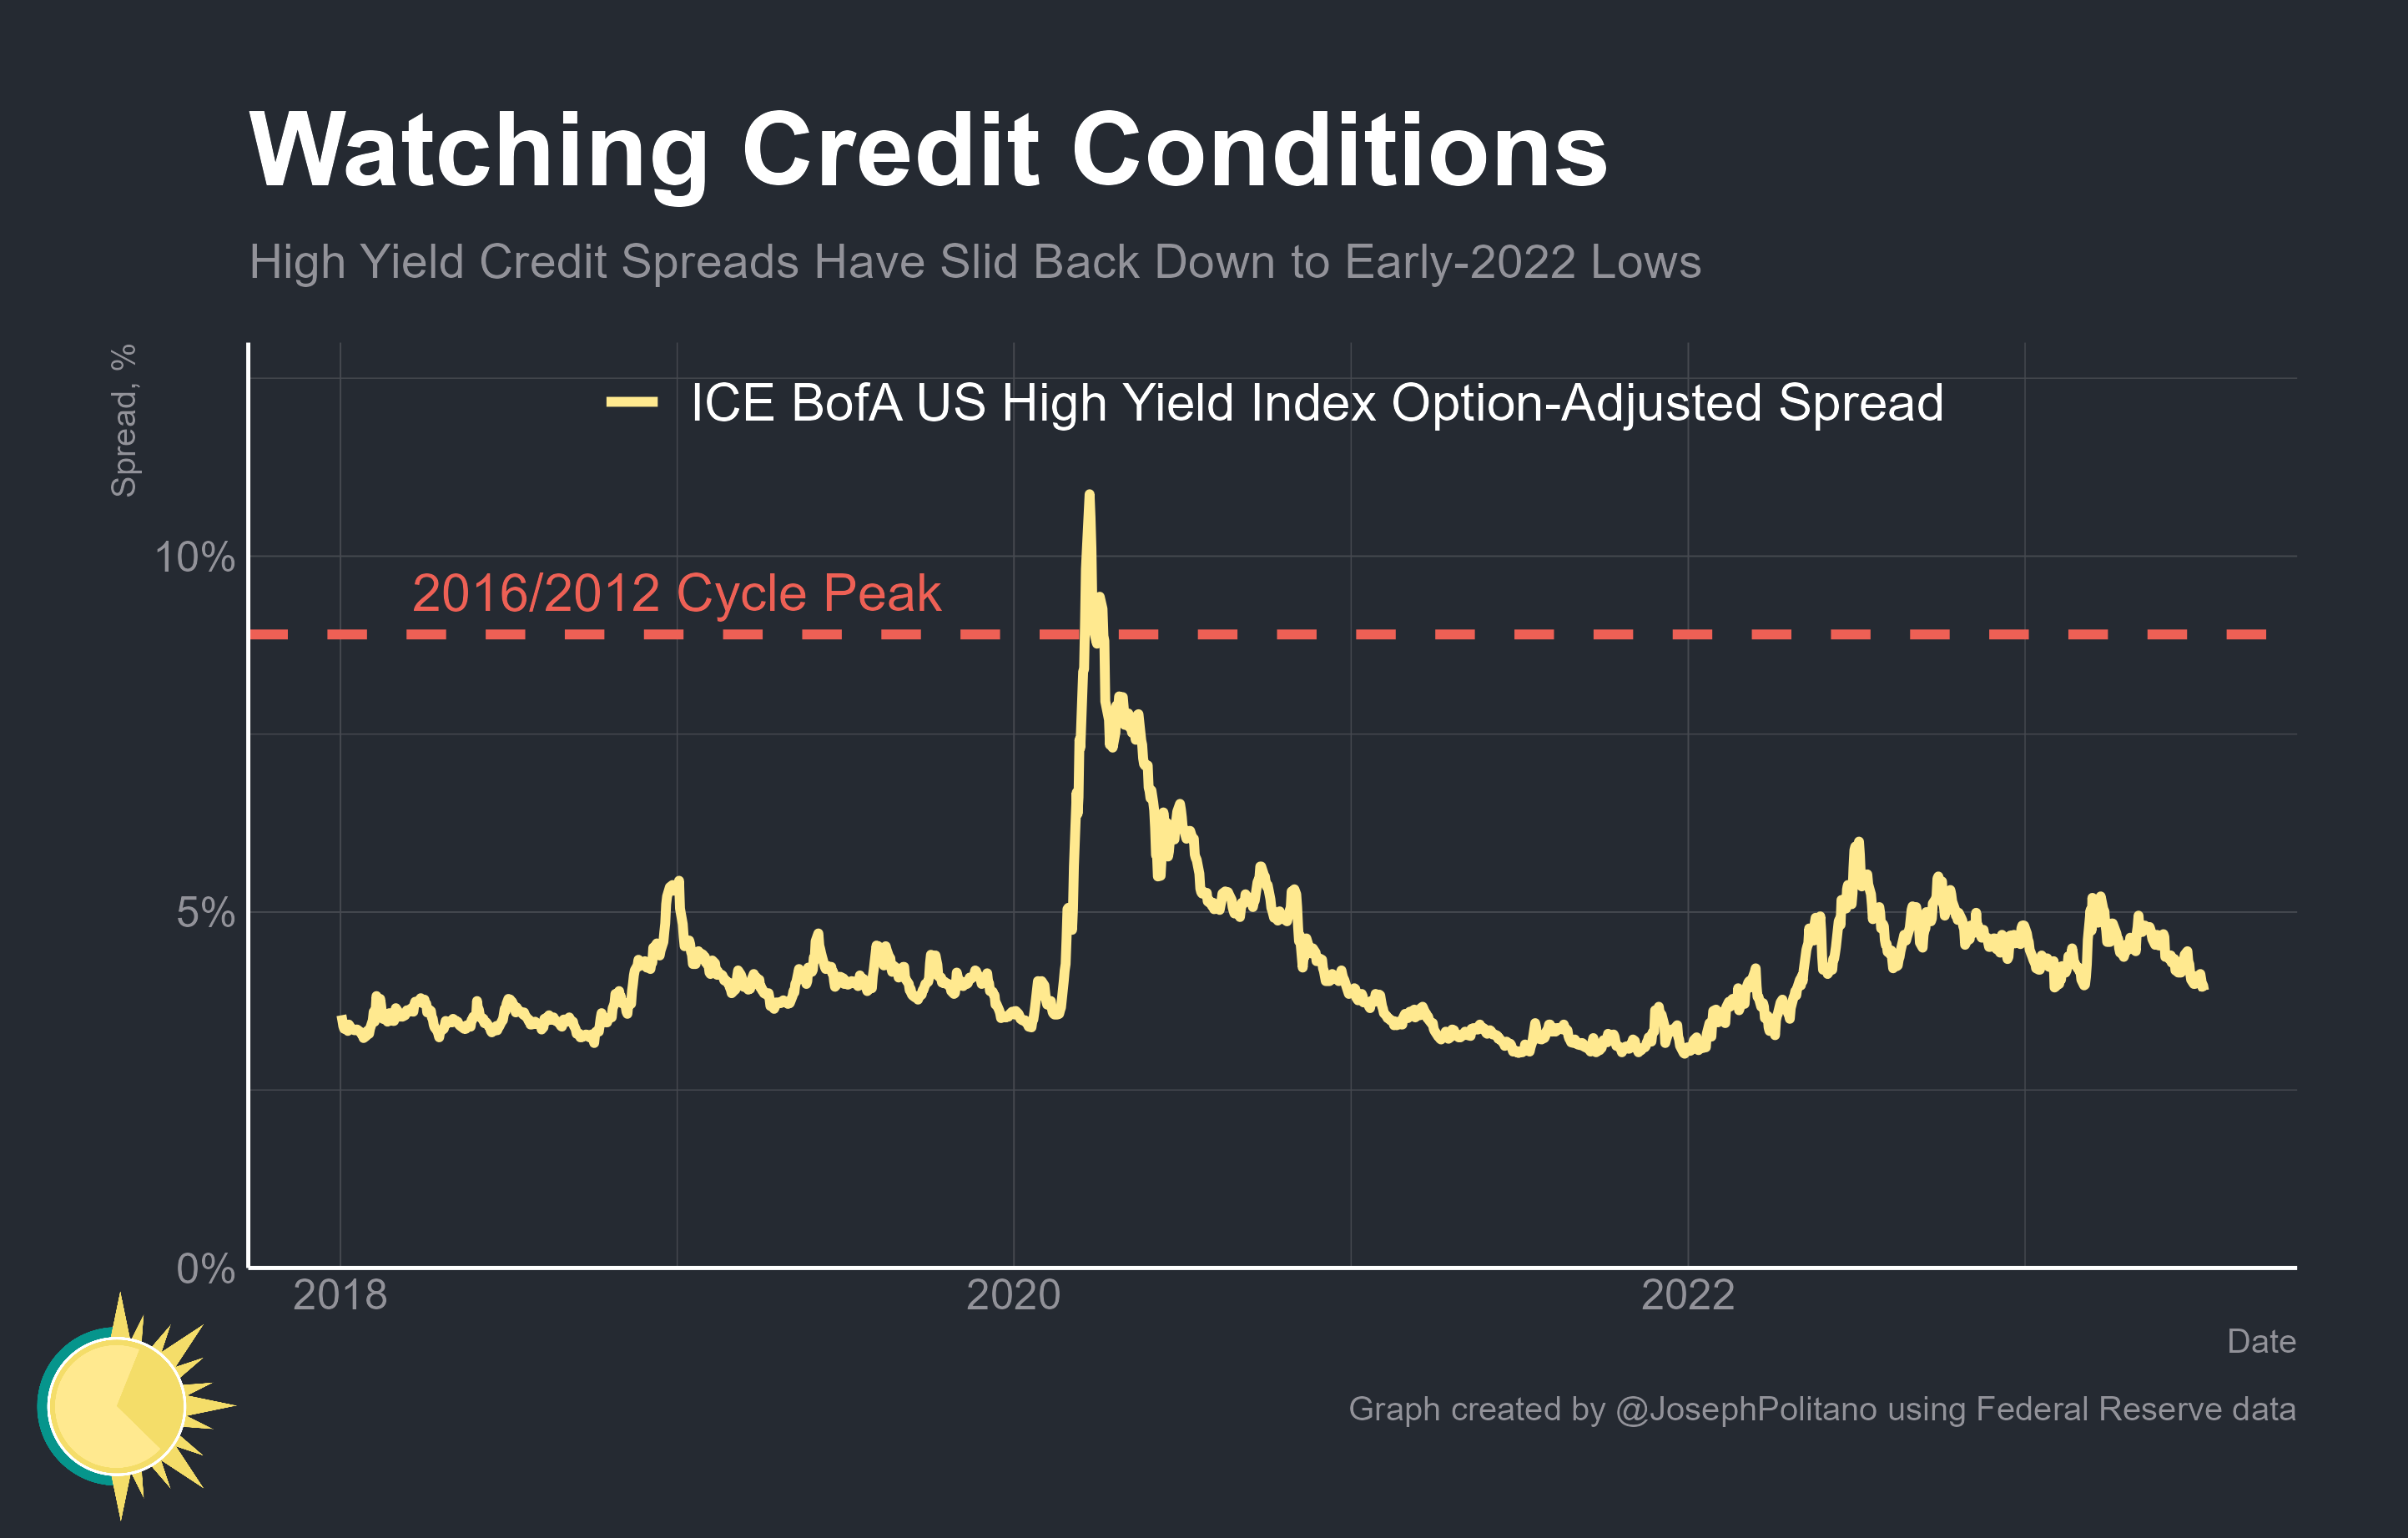 Watching Credit Conditions
High Yield Credit Spreads Have Slid Back Down to Early-2022 Lows
Spread, %
ICE BofA US High Yield Index Option-Adjusted Spread
10%
2016/2012 Cycle Peak
5%
0%
2018
2020
2022
Date
Graph created by @JosephPolitano using Federal Reserve data